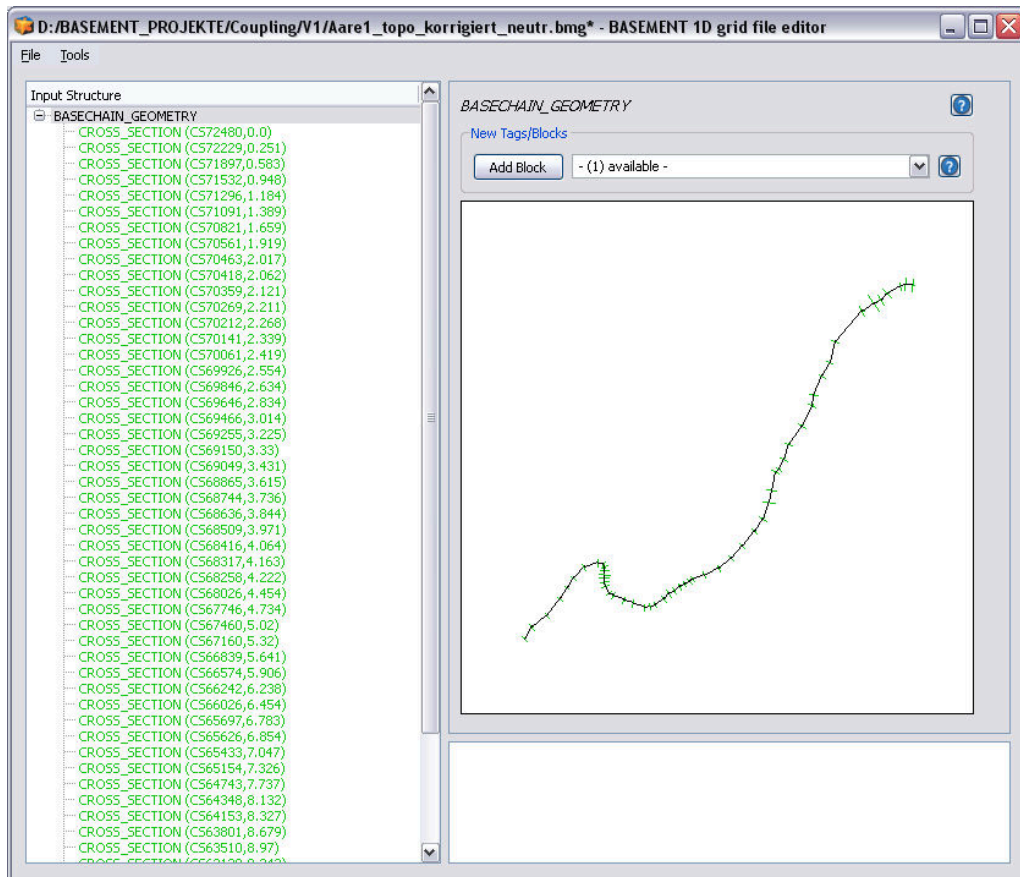 D:/BASEMENT_PROJEKTE/Coupling/V1/Aare1_topo_korrigiert_neutr.bmg* - BASEMENT 1D grid file editor
File Tools
Input Structure
BASECHAIN_GEOMETRY
CROSS_SECTION (CS72480,0.0)
CROSS_SECTION (CS72229,0.251)
CROSS_SECTION (CS71897,0.583)
CROSS_SECTION (CS71532,0.948)
CROSS_SECTION (CS71296,1.184)
CROSS_SECTION (CS71091,1.389)
CROSS_SECTION (CS70821,1.659)
CROSS_SECTION (CS70561,1.919)
CROSS_SECTION (CS70463,2.017)
CROSS_SECTION (CS70418,2.062)
CROSS_SECTION (CS70359,2.121)
CROSS_SECTION (CS70269,2.211)
CROSS_SECTION (CS70212,2.268)
CROSS_SECTION (CS70141,2.339)
CROSS_SECTION (CS70061,2.419)
CROSS_SECTION (CS69926,2.554)
CROSS_SECTION (CS69846,2.634)
CROSS_SECTION (CS69646,2.834)
CROSS_SECTION (CS69466,3.014)
CROSS_SECTION (CS69255,3.225)
CROSS_SECTION (CS69150,3.33)
CROSS_SECTION (CS69049,3.431)
CROSS_SECTION (CS68865,3.615)
CROSS_SECTION (CS68744,3.736)
CROSS_SECTION (CS68636,3.844)
CROSS_SECTION (CS68509,3.971)
CROSS_SECTION (CS68416,4.064)
CROSS_SECTION (CS68317,4.163)
CROSS_SECTION (CS68258,4.222)
CROSS_SECTION (CS68026,4.454)
CROSS_SECTION (CS67746,4.734)
CROSS_SECTION (CS67460,5.02)
CROSS_SECTION (CS67160,5.32)
CROSS_SECTION (CS66839,5.641)
CROSS_SECTION (CS66574,5.906)
CROSS_SECTION (CS66242,6.238)
CROSS_SECTION (CS66026,6.454)
CROSS_SECTION (CS65697,6.783)
CROSS_SECTION (CS65626,6.854)
CROSS_SECTION (CS65433,7.047)
CROSS_SECTION (CS65154,7.326)
CROSS_SECTION (CS64743,7.737)
CROSS_SECTION (CS64348,8.132)
CROSS_SECTION (CS64153,8.327)
CROSS_SECTION (CS63801,8.679)
CROSS_SECTION (CS63510,8.97)
CROSS_SECTION
BASECHAIN_GEOMETRY
New Tags/Blocks
Add Block
- (1) available -